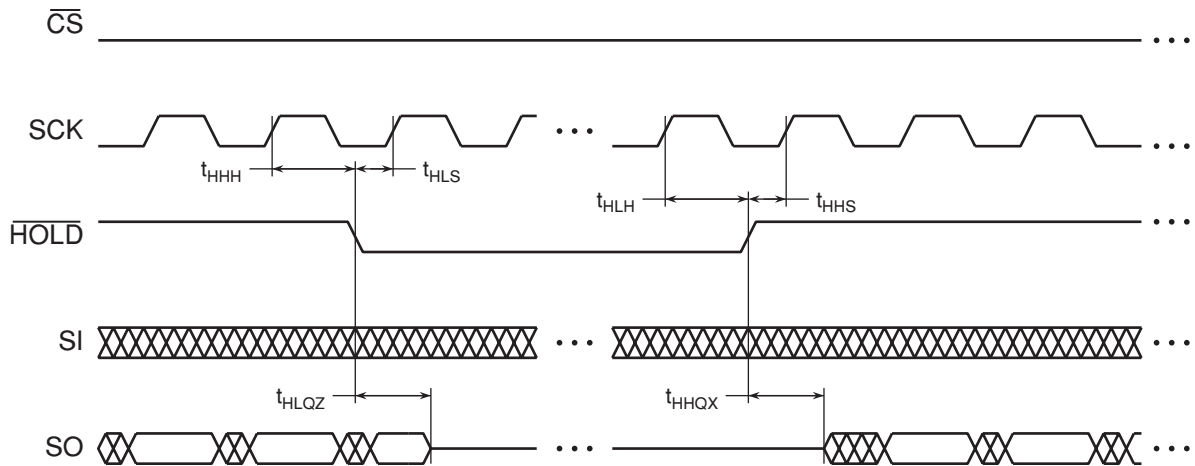 CS
SCK
tHHH
tHLS
tHLH
tHHS
HOLD
SI
tHLQZ
tHHQX
SO